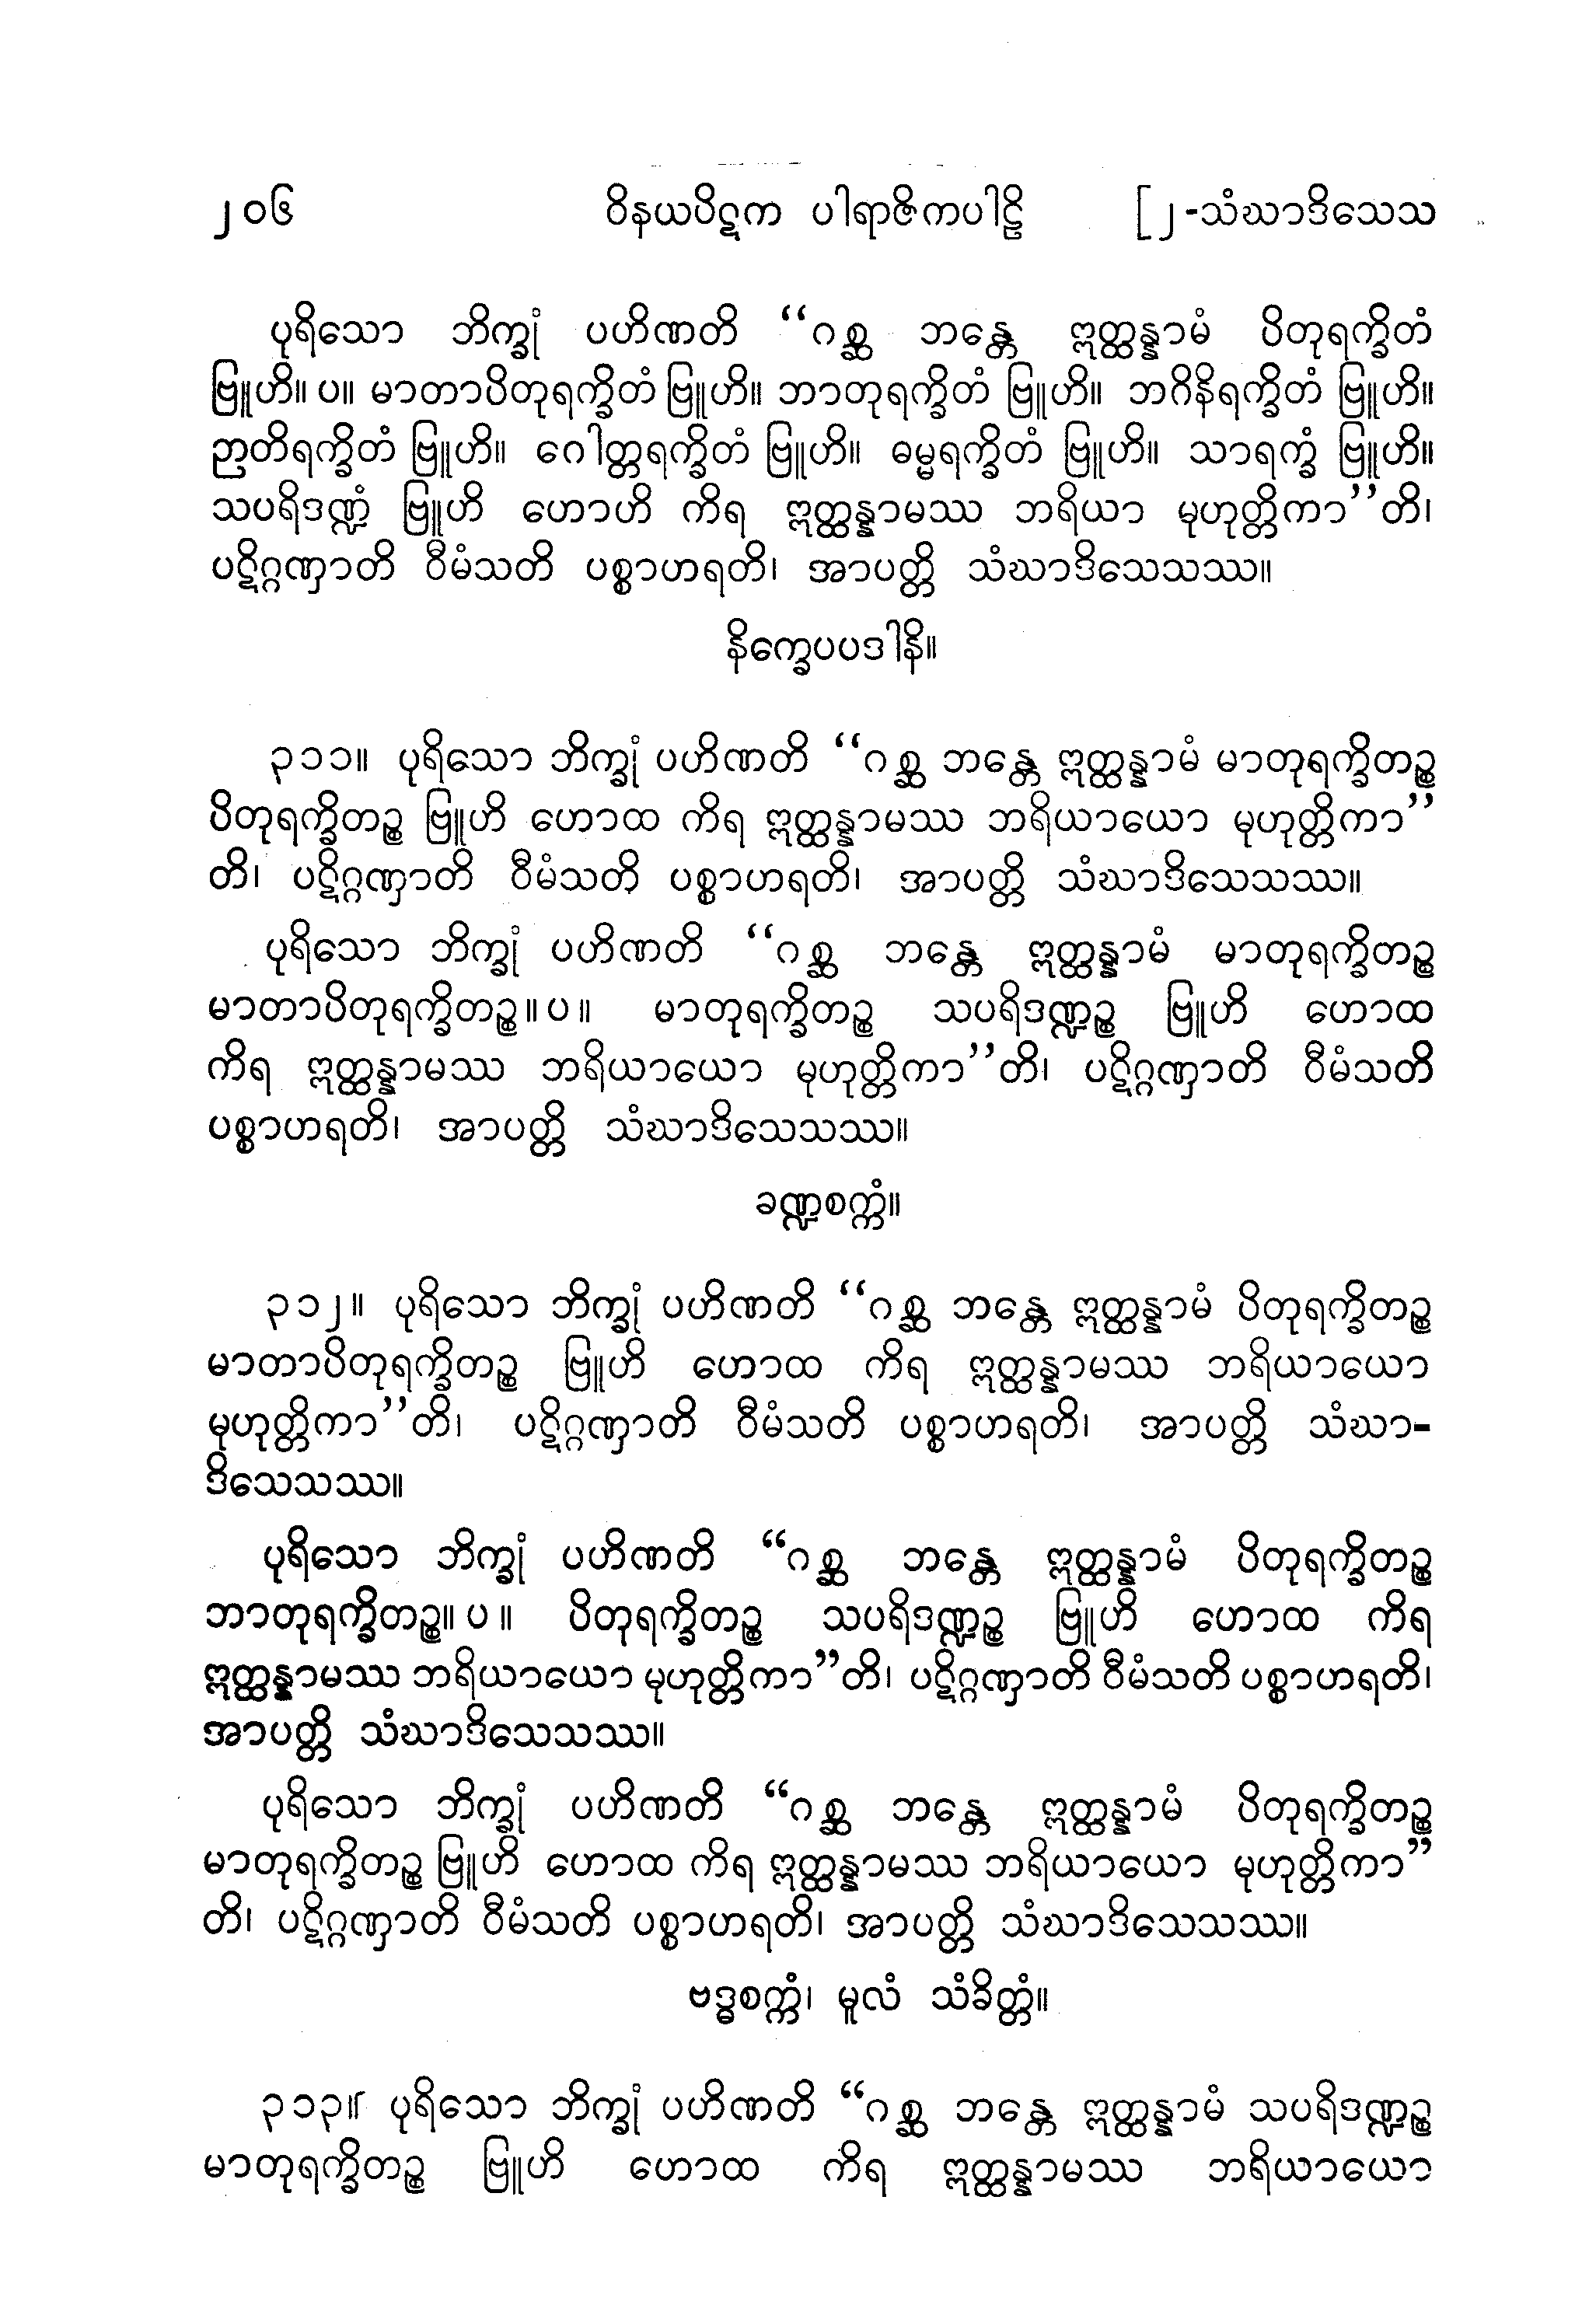 ၂၀၆ ဝိနယပိဋက ပါရာဇိကပါဠိ [၂-သံဃာဒိသေသ
ပုရိသော ဘိက္ခုံ ပဟိဏတိ “ဂစ္ဆ ဘန္တေ ဣတ္ထန္နာမံ ပိတုရက္ခိတံ
ဗြူဟိ။ ပ။ မာတာပိတုရက္ခိတံ ဗြူဟိ။ ဘာတုရက္ခိတံ ဗြူဟိ။ ဘဂိနိရက္ခိတံ ဗြူဟိ။
ဉာတိရက္ခိတံ ဗြူဟိ။ ဂေါတ္တရက္ခိတံ ဗြူဟိ။ ဓမ္မရက္ခိတံ ဗြူဟိ။ သာရက္ခံ ဗြူဟိ။
သပရိဒဏ္ဍံ ဗြူဟိ ဟောဟိ ကိရ ဣတ္ထန္နာမဿ ဘရိယာ မုဟုတ္တိကာ”တိ၊
ပဋိဂ္ဂဏှာတိ ဝီမံသတိ ပစ္စာဟရတိ၊ အာပတ္တိ သံဃာဒိသေသဿ။
နိက္ခေပပဒါနိ။
၃၁၁။ ပုရိသော ဘိက္ခုံ ပဟိဏတိ “ဂစ္ဆ ဘန္တေ ဣတ္ထန္နာမံ မာတုရက္ခိတဉ္စ
ပိတုရက္ခိတဉ္စ ဗြူဟိ ဟောထ ကိရ ဣတ္ထန္နာမဿ ဘရိယာယော မုဟုတ္တိကာ”
တိ၊ ပဋိဂ္ဂဏှာတိ ဝီမံသတိ ပစ္စာဟရတိ၊ အာပတ္တိ သံဃာဒိသေသဿ။
ပုရိသော ဘိက္ခုံ ပဟိဏတိ “ဂစ္ဆ ဘန္တေ ဣတ္ထန္နာမံ မာတုရက္ခိတဉ္စ
မာတာပိတုရက္ခိတဉ္စ။ ပ။ မာတုရက္ခိတဉ္စ သပရိဒဏ္ဍဉ္စ ဗြူဟိ ဟောထ
ကိရ ဣတ္ထန္နာမဿ ဘရိယာယော မုဟုတ္တိကာ”တိ၊ ပဋိဂ္ဂဏှာတိ ဝီမံသတိ
ပစ္စာဟရတိ၊ အာပတ္တိ သံဃာဒိသေသဿ။
ခဏ္ဍစက္ကံ။
၃၁၂။ ပုရိသော ဘိက္ခုံ ပဟိဏတိ “ဂစ္ဆ ဘန္တေ ဣတ္ထန္နာမံ ပိတုရက္ခိတဉ္စ
မာတာပိတုရက္ခိတဉ္စ ဗြူဟိ ဟောထ ကိရ ဣတ္ထန္နာမဿ ဘရိယာယော
မုဟုတ္တိကာ”တိ၊ ပဋိဂ္ဂဏှာတိ ဝီမံသတိ ပစ္စာဟရတိ၊ အာပတ္တိ သံဃာ-
ဒိသေသဿ။
ပုရိသော ဘိက္ခုံ ပဟိဏတိ “ဂစ္ဆ ဘန္တေ ဣတ္ထန္နာမံ ပိတုရက္ခိတဉ္စ
ဘာတုရက္ခိတဉ္စ။ ပ။ ပိတုရက္ခိတဉ္စ သပရိဒဏ္ဍဉ္စ ဗြူဟိ ဟောထ ကိရ
ဣတ္ထန္နာမဿ ဘရိယာယော မုဟုတ္တိကာ”တိ၊ ပဋိဂ္ဂဏှာတိ ဝီမံသတိ ပစ္စာဟရတိ၊
အာပတ္တိ သံဃာဒိသေသဿ။
ပုရိသော ဘိက္ခုံ ပဟိဏတိ “ဂစ္ဆ ဘန္တေ ဣတ္ထန္နာမံ ပိတုရက္ခိတဉ္စ
မာတုရက္ခိတဉ္စ ဗြူဟိ ဟောထ ကိရ ဣတ္ထန္နာမဿ ဘရိယာယော မုဟုတ္တိကာ”
တိ၊ ပဋိဂ္ဂဏှာတိ ဝီမံသတိ ပစ္စာဟရတိ၊ အာပတ္တိ သံဃာဒိသေသဿ။
ဗဒ္ဓစက္ကံ၊ မူလံ သံခိတ္တံ။
၃၁၃။ ပုရိသော ဘိက္ခုံ ပဟိဏတိ “ဂစ္ဆ ဘန္တေ ဣတ္ထန္နာမံ သပရိဒဏ္ဍဉ္စ
မာတုရက္ခိတဉ္စ ဗြူဟိ ဟောထ ကိရ ဣတ္ထန္နာမဿ ဘရိယာယော